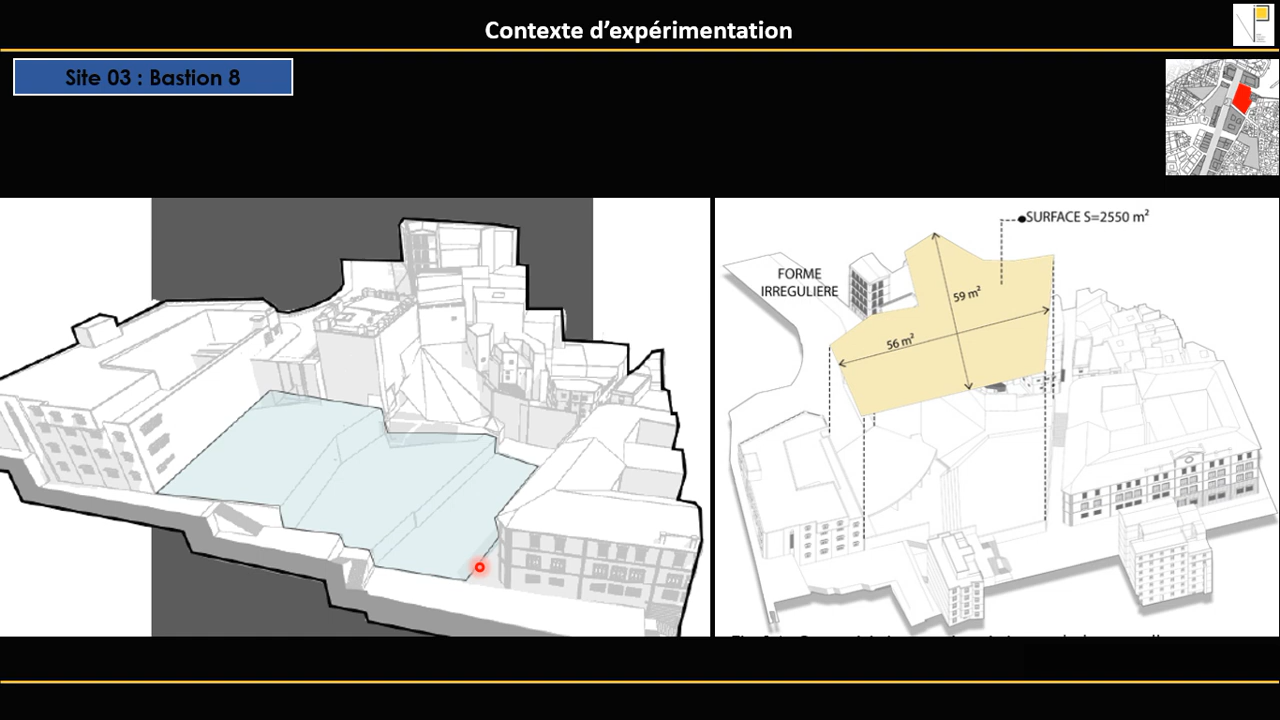 Contexte d’expérimentation
Site 03 : Bastion 8
SURFACE S=2550 m²
FORME
IRREGULIERE
59 m²
56 m²